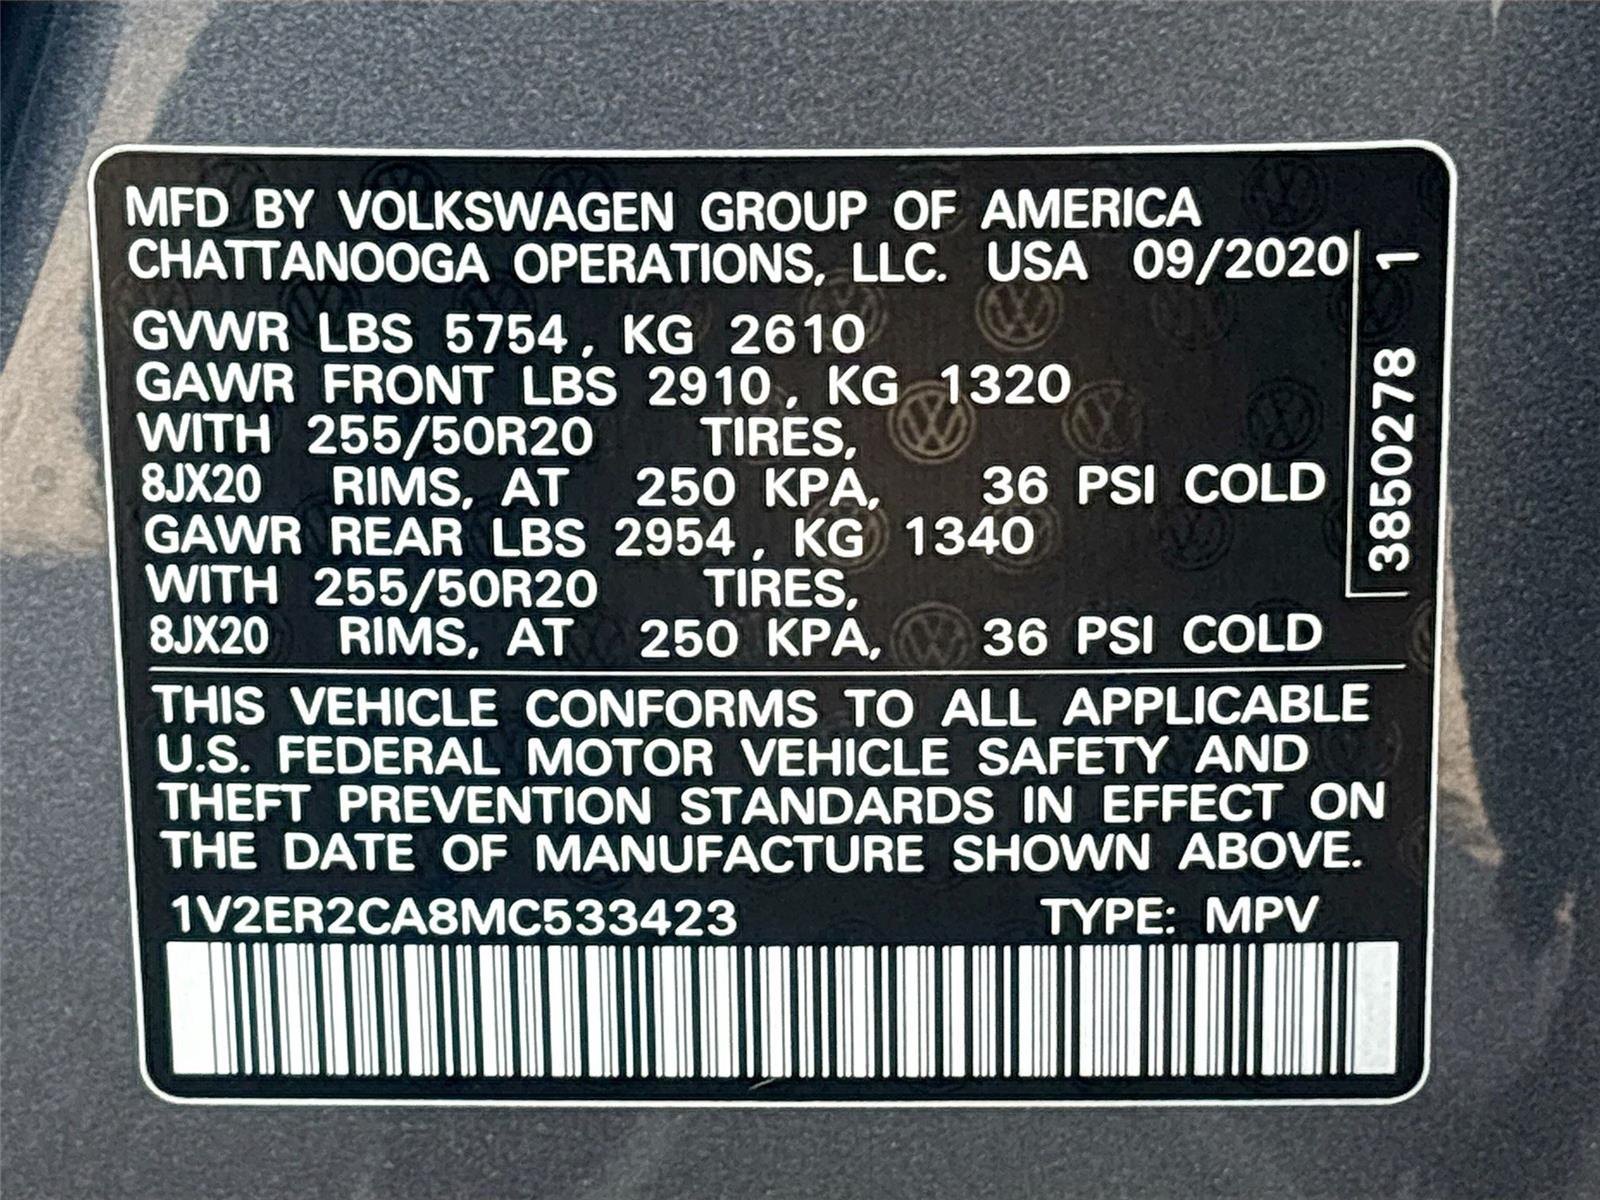 MFD BY VOLKSWAGEN GROUP OF AMERICA
CHATTANOOGA OPERATIONS, LLC. USA 09/2020
GVWR LBS 5754, KG 2610
GAWR FRONT LBS 2910, KG 1320
WITH 255/50R20 TIRES,
8JX20 RIMS, AT 250 KPA, 36 PSI COLD
GAWR REAR LBS 2954, KG 1340
WITH 255/50R20 TIRES,
8JX20 RIMS, AT 250 KPA, 36 PSI COLD
3850278 1
THIS VEHICLE CONFORMS TO ALL APPLICABLE
U.S. FEDERAL MOTOR VEHICLE SAFETY AND
THEFT PREVENTION STANDARDS IN EFFECT ON
THE DATE OF MANUFACTURE SHOWN ABOVE.
1V2ER2CA8MC533423 TYPE: MPV